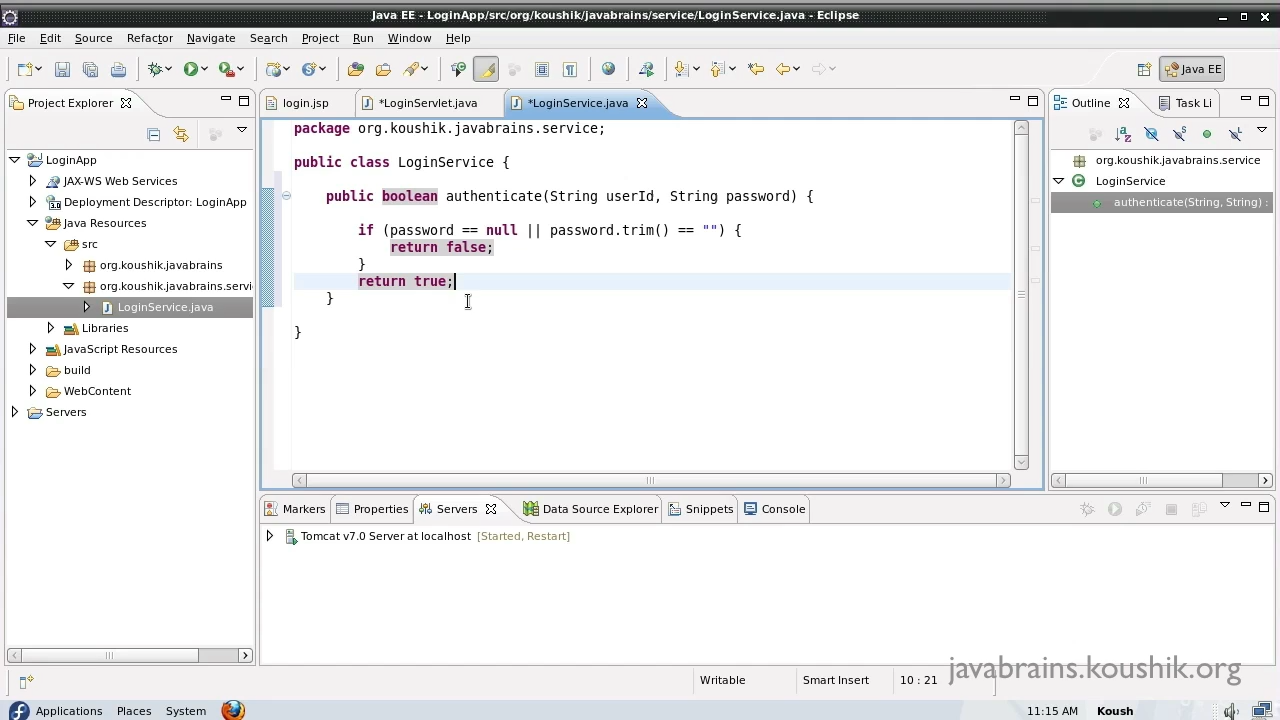 Java EE - LoginApp/src/org/koushik/javabrains/service/LoginService.java - Eclipse
File Edit Source Refactor Navigate Search Project Run Window Help
Java EE
Project Explorer
login.jsp *LoginServlet.java *LoginService.java
Outline Task Li
LoginApp
JAX-WS Web Services
Deployment Descriptor: LoginApp
Java Resources
src
org.koushik.javabrains
org.koushik.javabrains.servi
LoginService.java
Libraries
JavaScript Resources
build
WebContent
Servers
package org.koushik.javabrains.service;
public class LoginService {
public boolean authenticate(String userId, String password) {
if (password == null || password.trim() == "") {
return false;
}
return true;
}
}
org.koushik.javabrains.service
LoginService
authenticate(String, String) :
Markers Properties Servers Data Source Explorer Snippets Console
Tomcat v7.0 Server at localhost [Started, Restart]
javabrains.koushik.org
Writable Smart Insert 10 : 21
Applications Places System 11:15 AM Koush